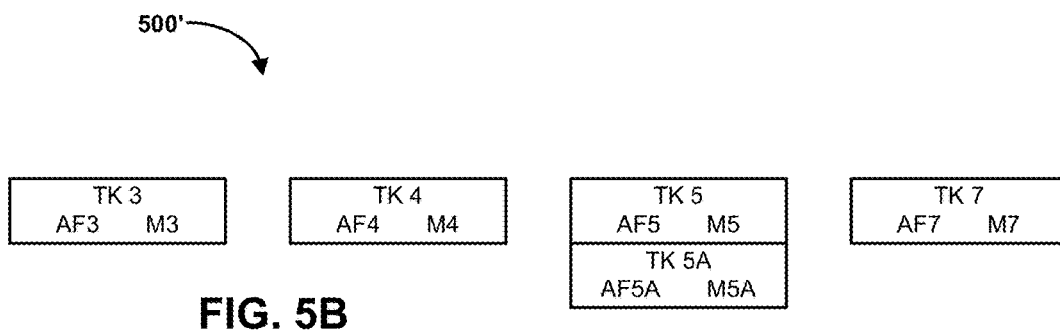 500'
TK 3
AF3 M3
TK 4
AF4 M4
TK 5
AF5 M5
TK 5A
AF5A M5A
TK 7
AF7 M7
FIG. 5B